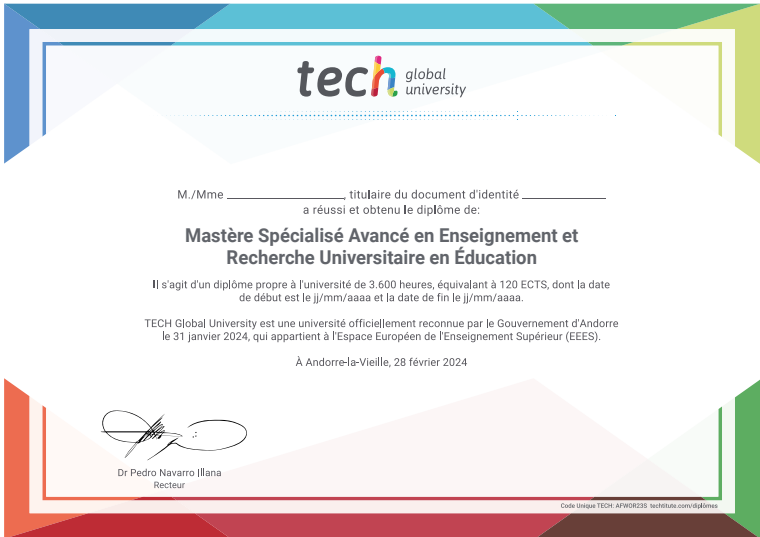 tech global
university
M./Mme ____________________, titulaire du document d'identité ______________
a réussi et obtenu le diplôme de:
Mastère Spécialisé Avancé en Enseignement et
Recherche Universitaire en Éducation
Il s'agit d'un diplôme propre à l'université de 3.600 heures, équivalant à 120 ECTS, dont la date
de début est le jj/mm/aaaa et la date de fin le jj/mm/aaaa.
TECH Global University est une université officiellement reconnue par le Gouvernement d'Andorre
le 31 janvier 2024, qui appartient à l'Espace Européen de l'Enseignement Supérieur (EEES).
À Andorre-la-Vieille, 28 février 2024
Dr Pedro Navarro Illana
Recteur
Code Unique TECH: AFWOR23S techtitute.com/diplômes